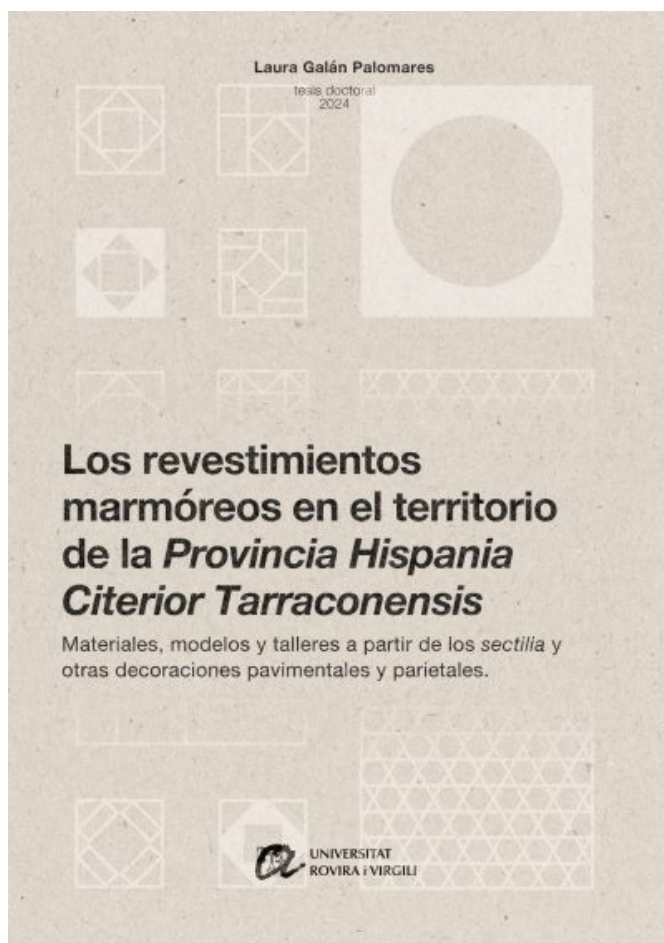 Laura Galán Palomares
tesis doctoral
2024
Los revestimientos
marmóreos en el territorio
de la Provincia Hispania
Citerior Tarraconensis
Materiales, modelos y talleres a partir de los sectilia y
otras decoraciones pavimentales y parietales.
UNIVERSITAT
ROVIRA i VIRGILI